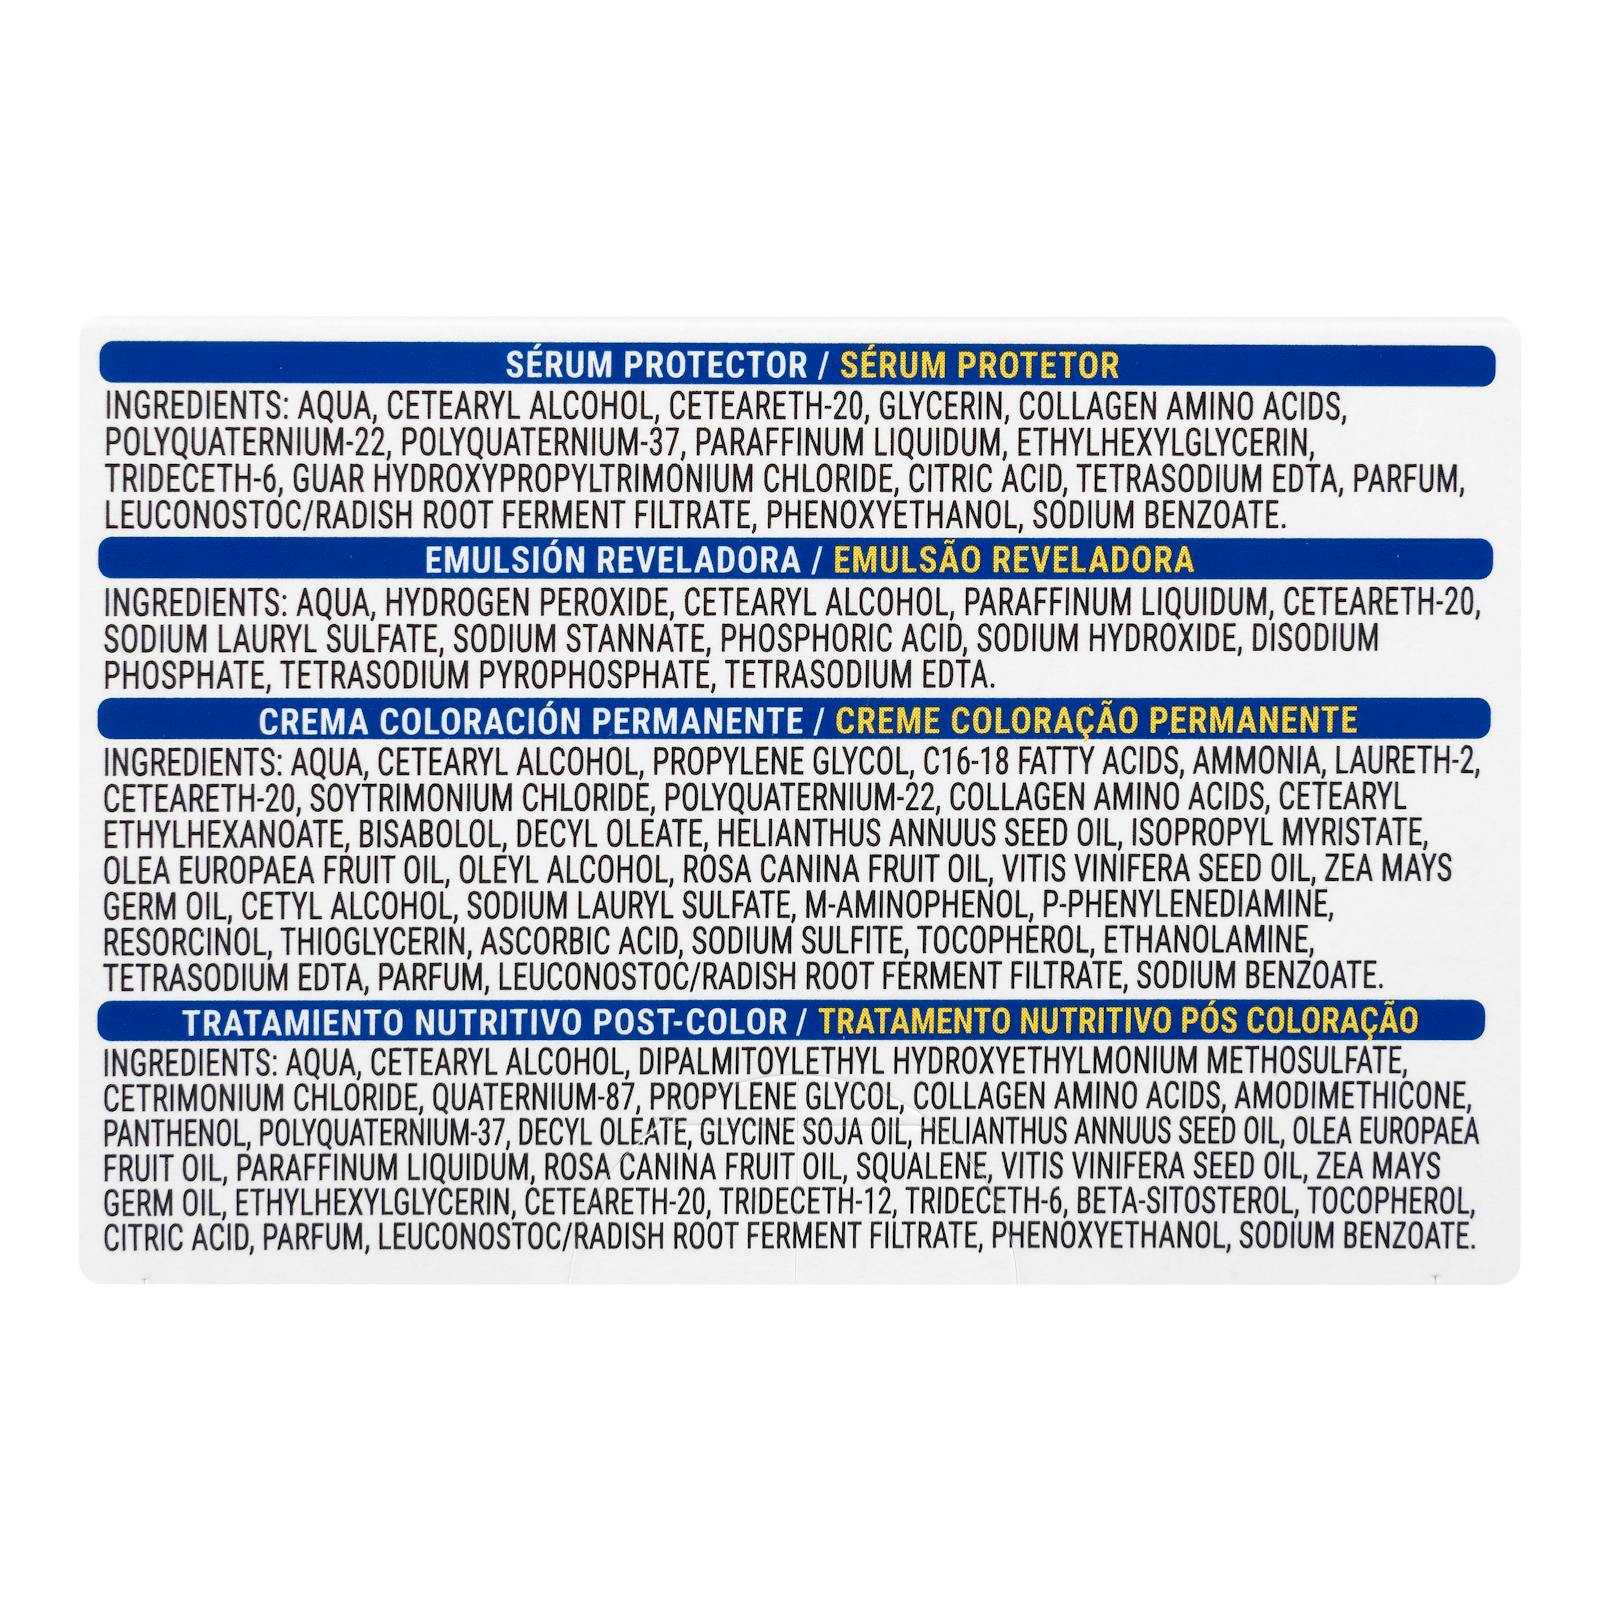 SÉRUM PROTECTOR / SÉRUM PROTETOR
INGREDIENTS: AQUA, CETEARYL ALCOHOL, CETEARETH-20, GLYCERIN, COLLAGEN AMINO ACIDS,
POLYQUATERNIUM-22, POLYQUATERNIUM-37, PARAFFINUM LIQUIDUM, ETHYLHEXYLGLYCERIN,
TRIDECETH-6, GUAR HYDROXYPROPYLTRIMONIUM CHLORIDE, CITRIC ACID, TETRASODIUM EDTA, PARFUM,
LEUCONOSTOC/RADISH ROOT FERMENT FILTRATE, PHENOXYETHANOL, SODIUM BENZOATE.
EMULSIÓN REVELADORA / EMULSÃO REVELADORA
INGREDIENTS: AQUA, HYDROGEN PEROXIDE, CETEARYL ALCOHOL, PARAFFINUM LIQUIDUM, CETEARETH-20,
SODIUM LAURYL SULFATE, SODIUM STANNATE, PHOSPHORIC ACID, SODIUM HYDROXIDE, DISODIUM
PHOSPHATE, TETRASODIUM PYROPHOSPHATE, TETRASODIUM EDTA.
CREMA COLORACIÓN PERMANENTE / CREME COLORAÇÃO PERMANENTE
INGREDIENTS: AQUA, CETEARYL ALCOHOL, PROPYLENE GLYCOL, C16-18 FATTY ACIDS, AMMONIA, LAURETH-2,
CETEARETH-20, SOYTRIMONIUM CHLORIDE, POLYQUATERNIUM-22, COLLAGEN AMINO ACIDS, CETEARYL
ETHYLHEXANOATE, BISABOLOL, DECYL OLEATE, HELIANTHUS ANNUUS SEED OIL, ISOPROPYL MYRISTATE,
OLEA EUROPAEA FRUIT OIL, OLEYL ALCOHOL, ROSA CANINA FRUIT OIL, VITIS VINIFERA SEED OIL, ZEA MAYS
GERM OIL, CETYL ALCOHOL, SODIUM LAURYL SULFATE, M-AMINOPHENOL, P-PHENYLENEDIAMINE,
RESORCINOL, THIOGLYCERIN, ASCORBIC ACID, SODIUM SULFITE, TOCOPHEROL, ETHANOLAMINE,
TETRASODIUM EDTA, PARFUM, LEUCONOSTOC/RADISH ROOT FERMENT FILTRATE, SODIUM BENZOATE.
TRATAMIENTO NUTRITIVO POST-COLOR / TRATAMENTO NUTRITIVO PÓS COLORAÇÃO
INGREDIENTS: AQUA, CETEARYL ALCOHOL, DIPALMITOYLETHYL HYDROXYETHYLMONIUM METHOSULFATE,
CETRIMONIUM CHLORIDE, QUATERNIUM-87, PROPYLENE GLYCOL, COLLAGEN AMINO ACIDS, AMODIMETHICONE,
PANTHENOL, POLYQUATERNIUM-37, DECYL OLEATE, GLYCINE SOJA OIL, HELIANTHUS ANNUUS SEED OIL, OLEA EUROPAEA
FRUIT OIL, PARAFFINUM LIQUIDUM, ROSA CANINA FRUIT OIL, SQUALENE, VITIS VINIFERA SEED OIL, ZEA MAYS
GERM OIL, ETHYLHEXYLGLYCERIN, CETEARETH-20, TRIDECETH-12, TRIDECETH-6, BETA-SITOSTEROL, TOCOPHEROL,
CITRIC ACID, PARFUM, LEUCONOSTOC/RADISH ROOT FERMENT FILTRATE, PHENOXYETHANOL, SODIUM BENZOATE.